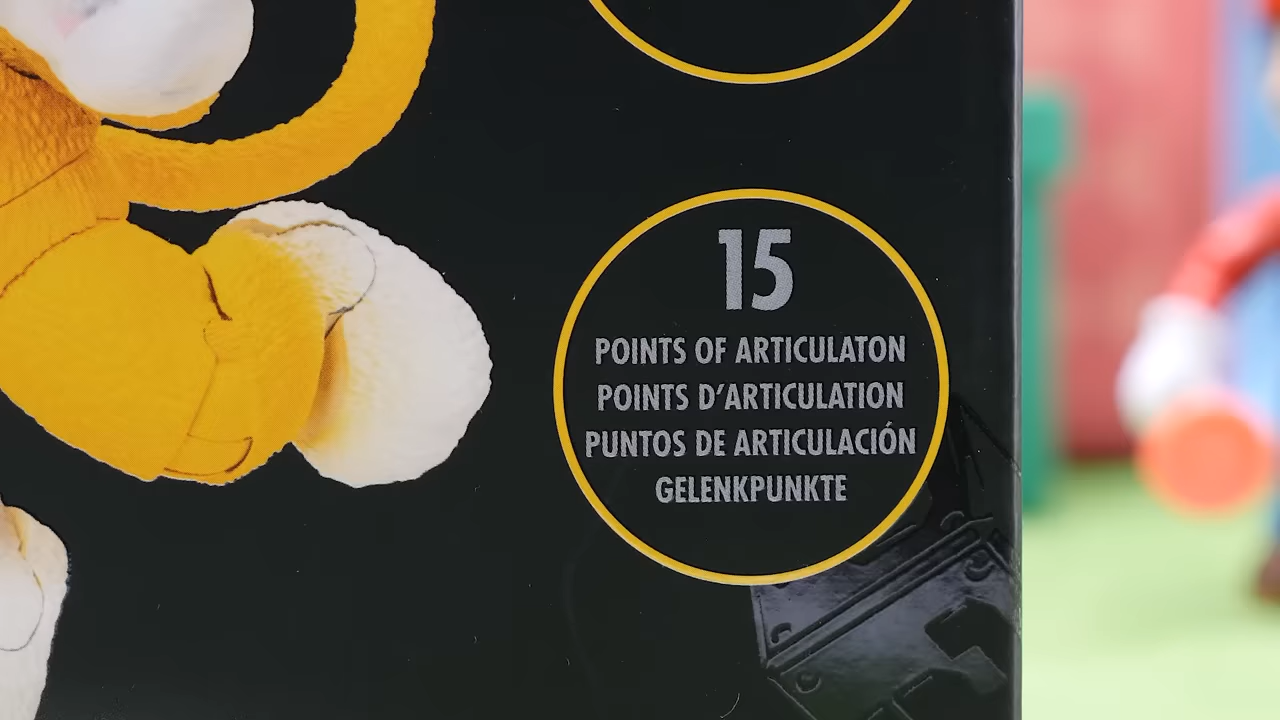 15
POINTS OF ARTICULATON
POINTS D'ARTICULATION
PUNTOS DE ARTICULACIÓN
GELENKPUNKTE